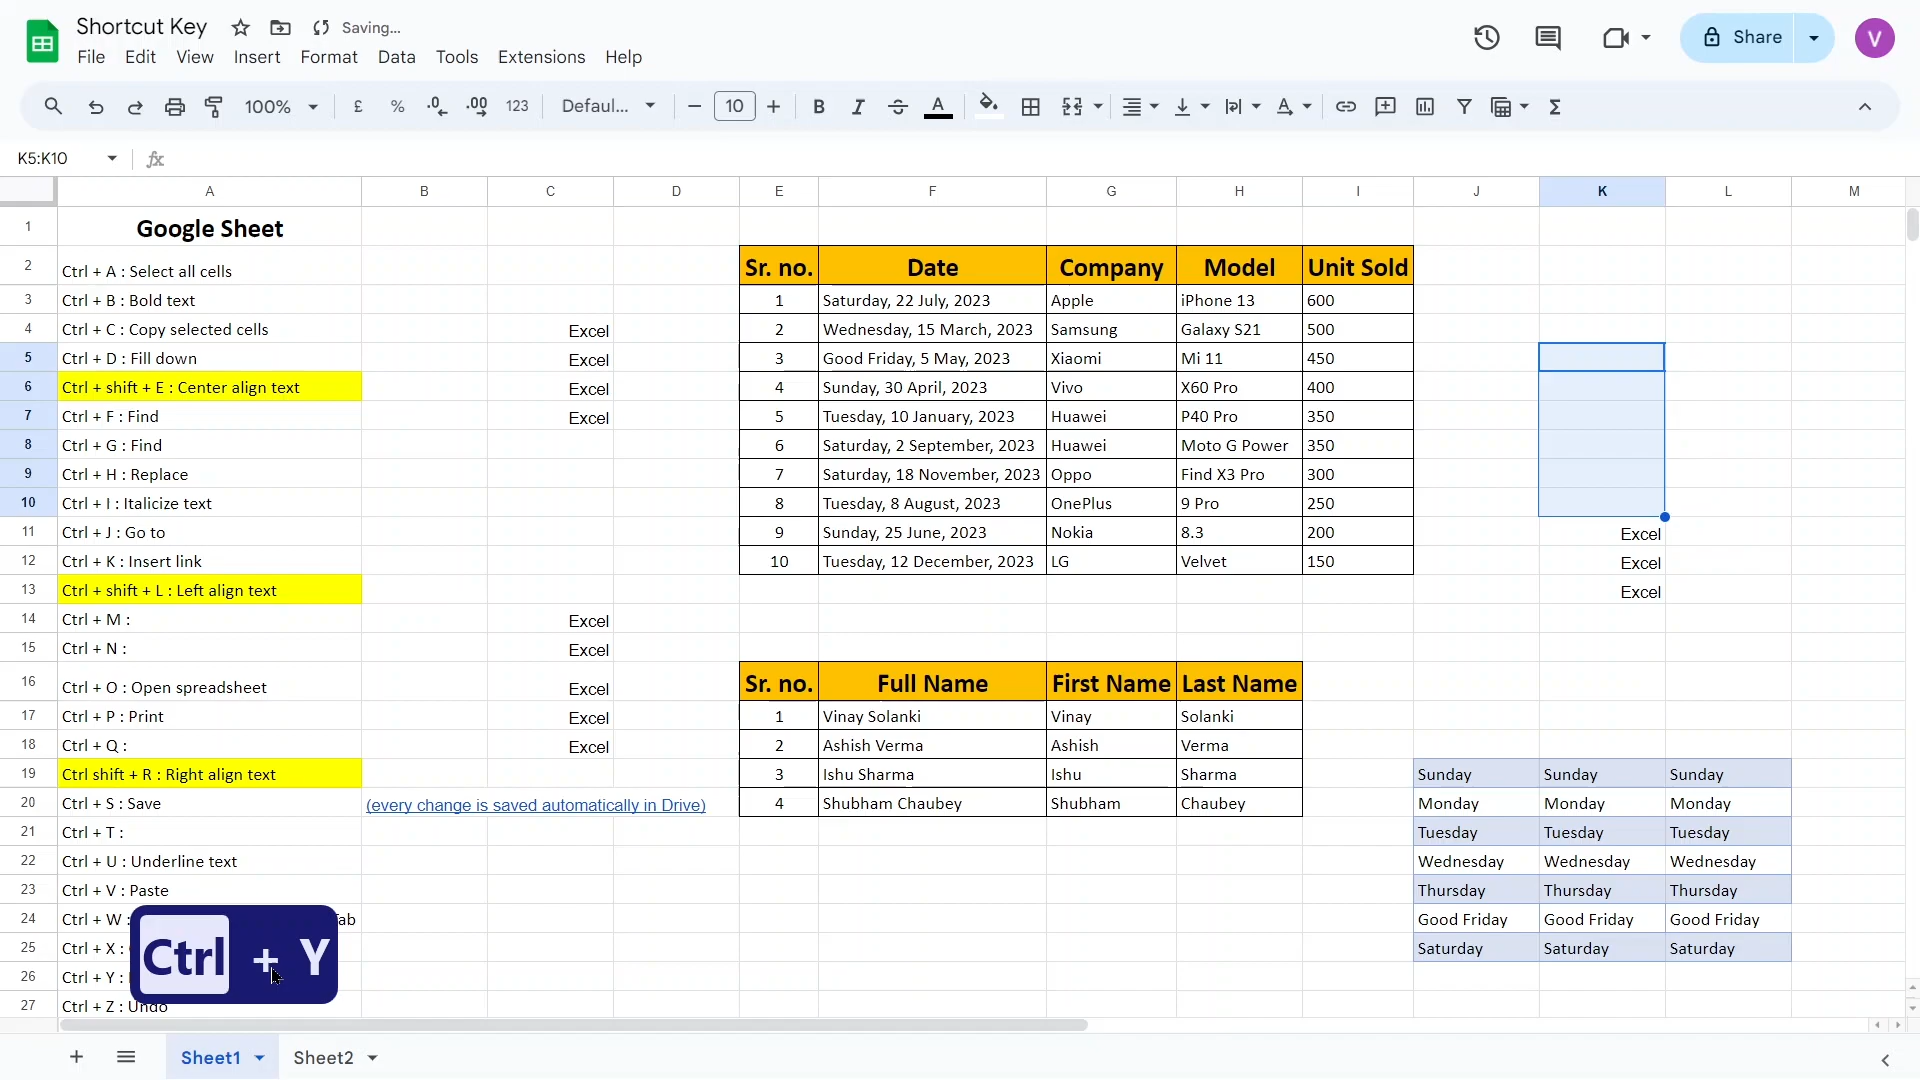 Shortcut Key
Saving...
File Edit View Insert Format Data Tools Extensions Help
Share
V
100% £ % .0 .00 123 Defaul... 10 B I A
K5:K10 fx
A B C D E F G H I J K L M
1 Google Sheet
2 Ctrl + A : Select all cells Sr. no. Date Company Model Unit Sold
3 Ctrl + B : Bold text 1 Saturday, 22 July, 2023 Apple iPhone 13 600
4 Ctrl + C : Copy selected cells Excel 2 Wednesday, 15 March, 2023 Samsung Galaxy S21 500
5 Ctrl + D : Fill down Excel 3 Good Friday, 5 May, 2023 Xiaomi Mi 11 450
6 Ctrl + shift + E : Center align text Excel 4 Sunday, 30 April, 2023 Vivo X60 Pro 400
7 Ctrl + F : Find Excel 5 Tuesday, 10 January, 2023 Huawei P40 Pro 350
8 Ctrl + G : Find 6 Saturday, 2 September, 2023 Huawei Moto G Power 350
9 Ctrl + H : Replace 7 Saturday, 18 November, 2023 Oppo Find X3 Pro 300
10 Ctrl + I : Italicize text 8 Tuesday, 8 August, 2023 OnePlus 9 Pro 250
11 Ctrl + J : Go to 9 Sunday, 25 June, 2023 Nokia 8.3 200 Excel
12 Ctrl + K : Insert link 10 Tuesday, 12 December, 2023 LG Velvet 150 Excel
13 Ctrl + shift + L : Left align text Excel
14 Ctrl + M : Excel
15 Ctrl + N : Excel
16 Ctrl + O : Open spreadsheet Excel Sr. no. Full Name First Name Last Name
17 Ctrl + P : Print Excel 1 Vinay Solanki Vinay Solanki
18 Ctrl + Q : Excel 2 Ashish Verma Ashish Verma
19 Ctrl shift + R : Right align text 3 Ishu Sharma Ishu Sharma Sunday Sunday Sunday
20 Ctrl + S : Save (every change is saved automatically in Drive) 4 Shubham Chaubey Shubham Chaubey Monday Monday Monday
21 Ctrl + T : Tuesday Tuesday Tuesday
22 Ctrl + U : Underline text Wednesday Wednesday Wednesday
23 Ctrl + V : Paste Thursday Thursday Thursday
24 Ctrl + W : Good Friday Good Friday Good Friday
25 Ctrl + X : Saturday Saturday Saturday
26 Ctrl + Y :
27 Ctrl + Z : Undo
Ctrl + Y
Sheet1 Sheet2